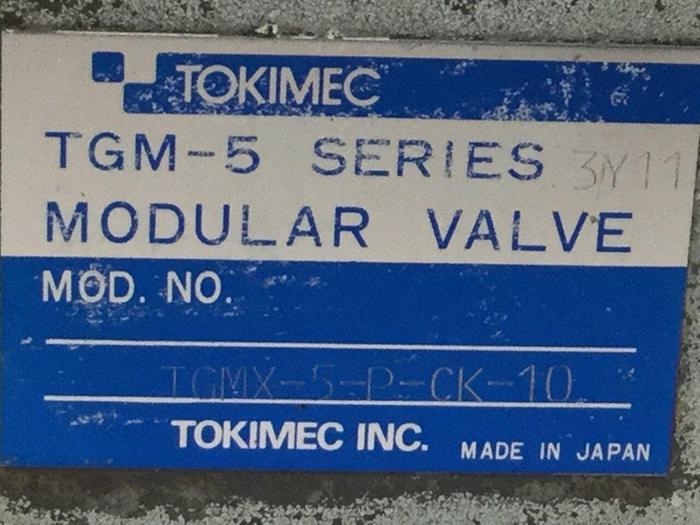 TOKIMEC
TGM-5 SERIES 3Y11
MODULAR VALVE
MOD. NO.
TGMX-5-P-CK-10
TOKIMEC INC. MADE IN JAPAN